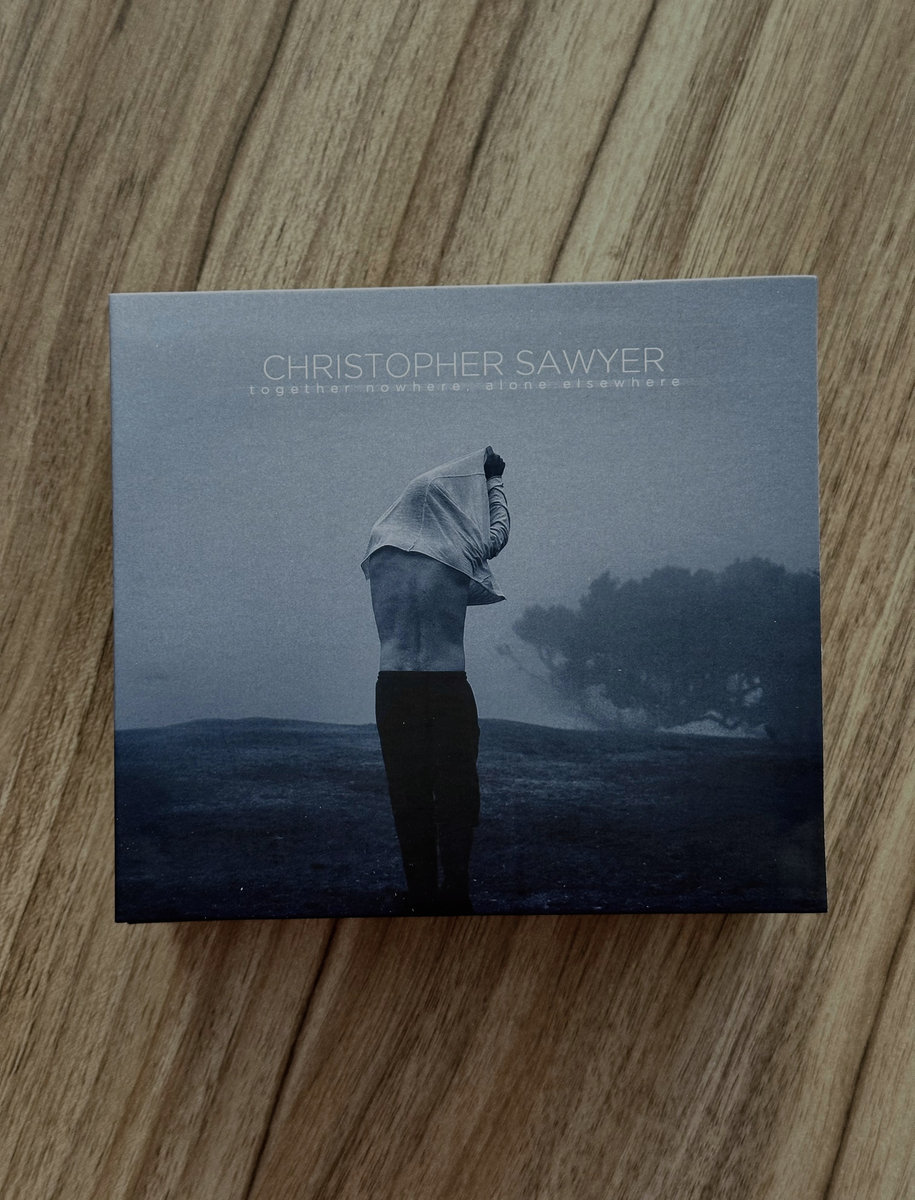 CHRISTOPHER SAWYER
together nowhere, alone elsewhere